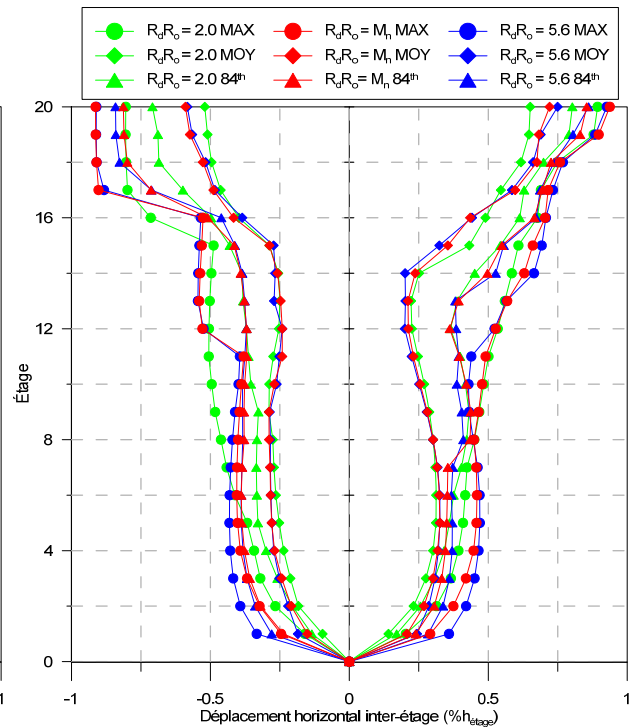 RdRo = 2.0 MAX RdRo = Mn MAX RdRo = 5.6 MAX
RdRo = 2.0 MOY RdRo = Mn MOY RdRo = 5.6 MOY
RdRo = 2.0 84th RdRo = Mn 84th RdRo = 5.6 84th
20
16
12
8
4
0
Étage
1 -1 -0.5 0 0.5 1
Déplacement horizontal inter-étage (%hétage)